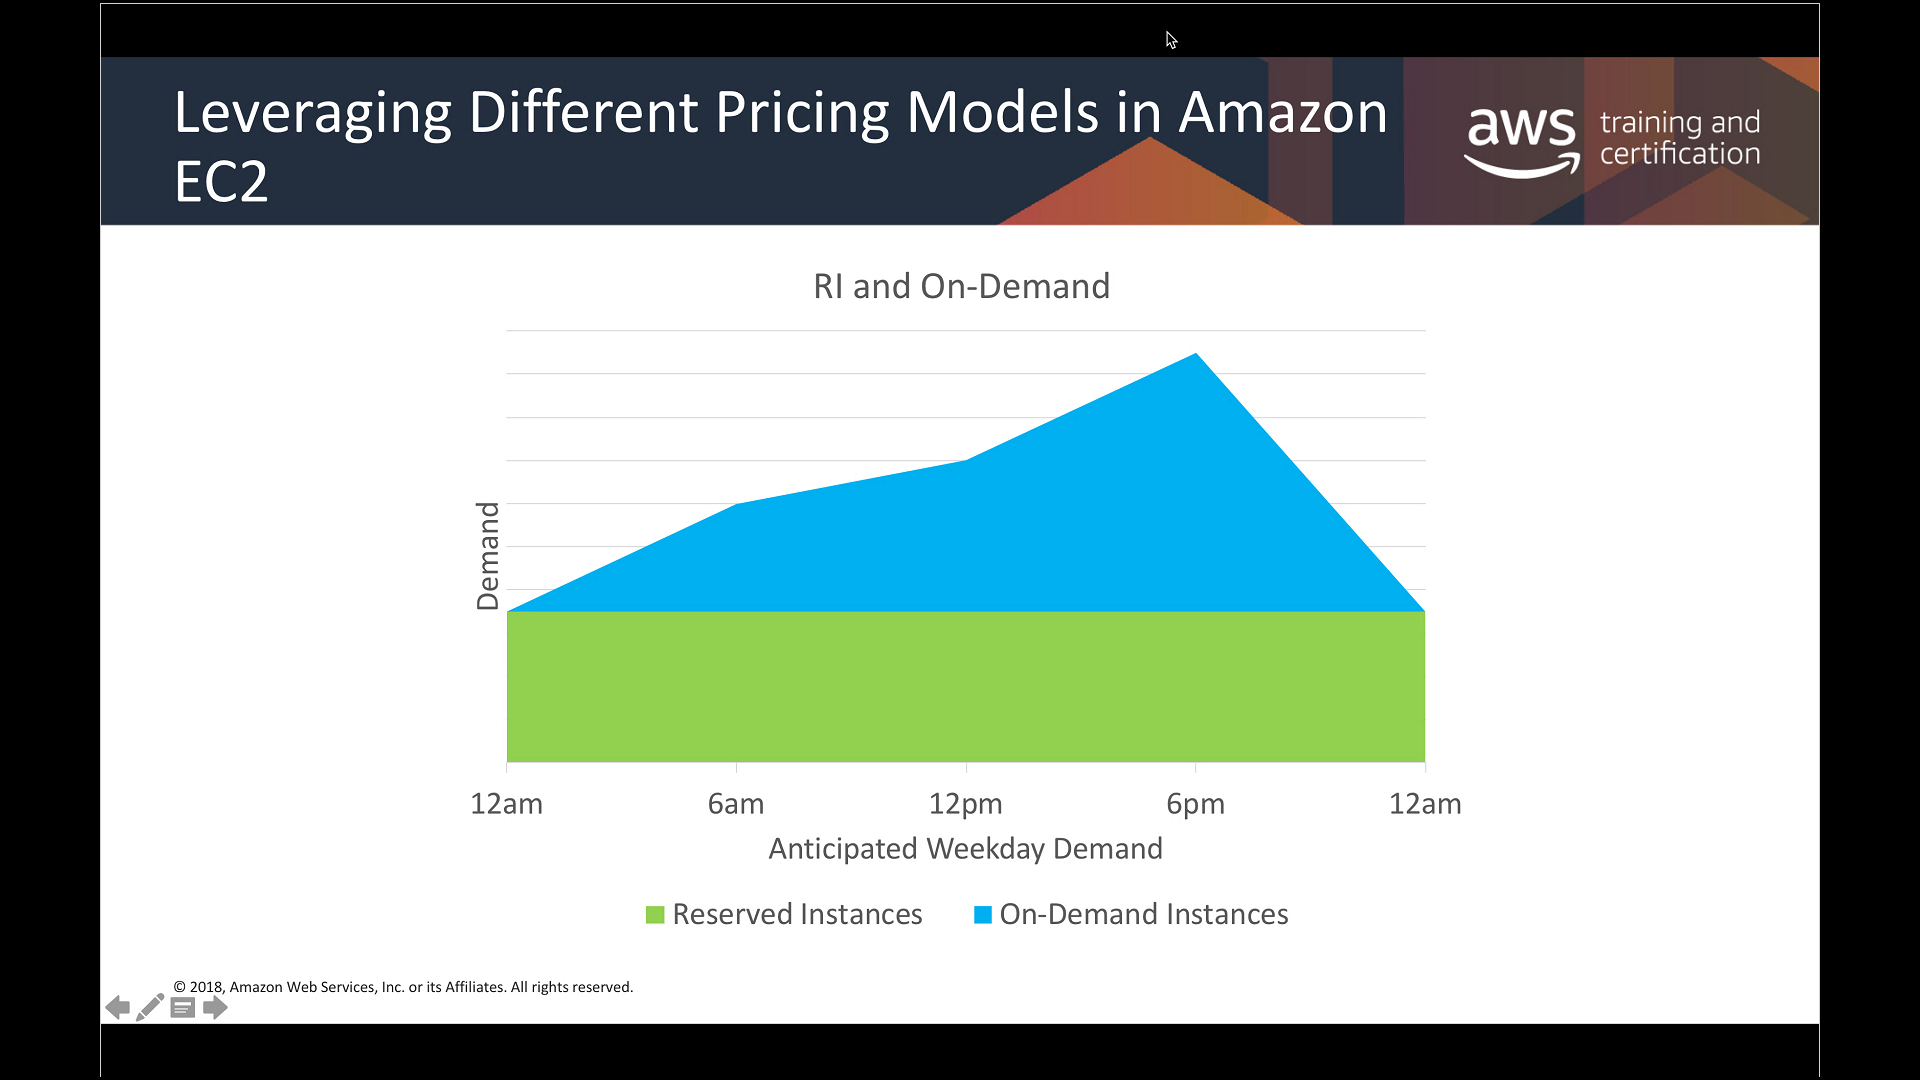 Leveraging Different Pricing Models in Amazon
EC2
aws training and
certification
RI and On-Demand
Demand
12am 6am 12pm 6pm 12am
Anticipated Weekday Demand
Reserved Instances On-Demand Instances
© 2018, Amazon Web Services, Inc. or its Affiliates. All rights reserved.